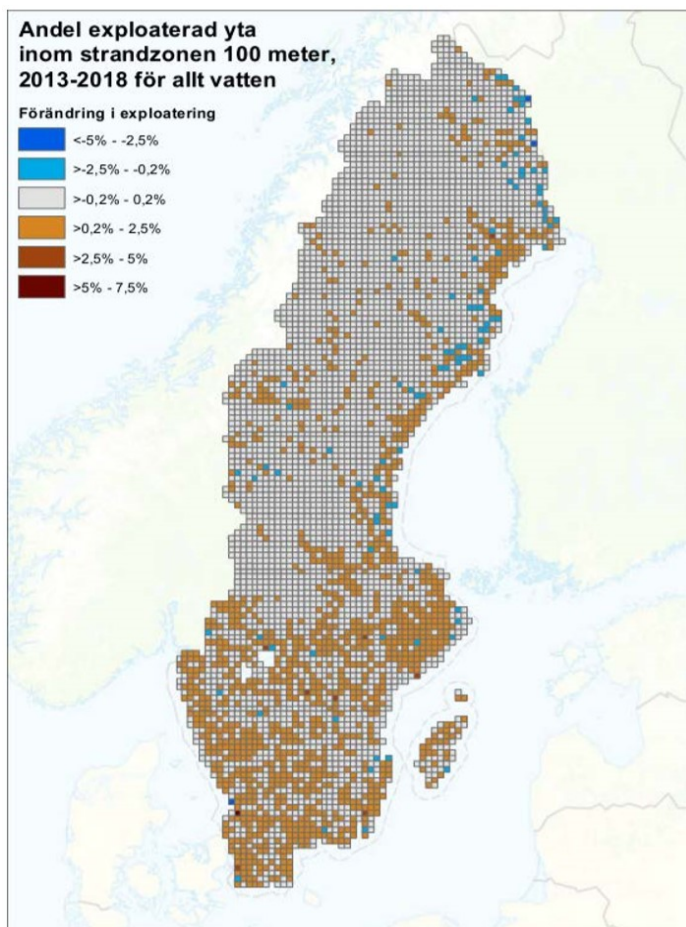 Andel exploaterad yta
inom strandzonen 100 meter,
2013-2018 för allt vatten
Förändring i exploatering
<-5% - -2,5%
>-2,5% - -0,2%
>-0,2% - 0,2%
>0,2% - 2,5%
>2,5% - 5%
>5% - 7,5%